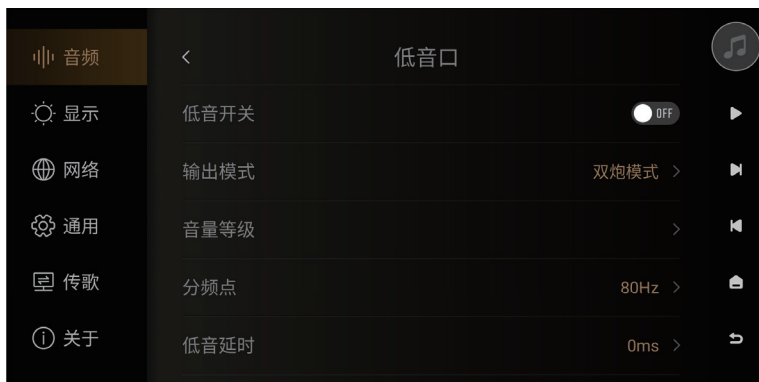 音频
显示
网络
通用
传歌
关于
低音口
低音开关 OFF
输出模式 双炮模式
音量等级
分频点 80Hz
低音延时 0ms